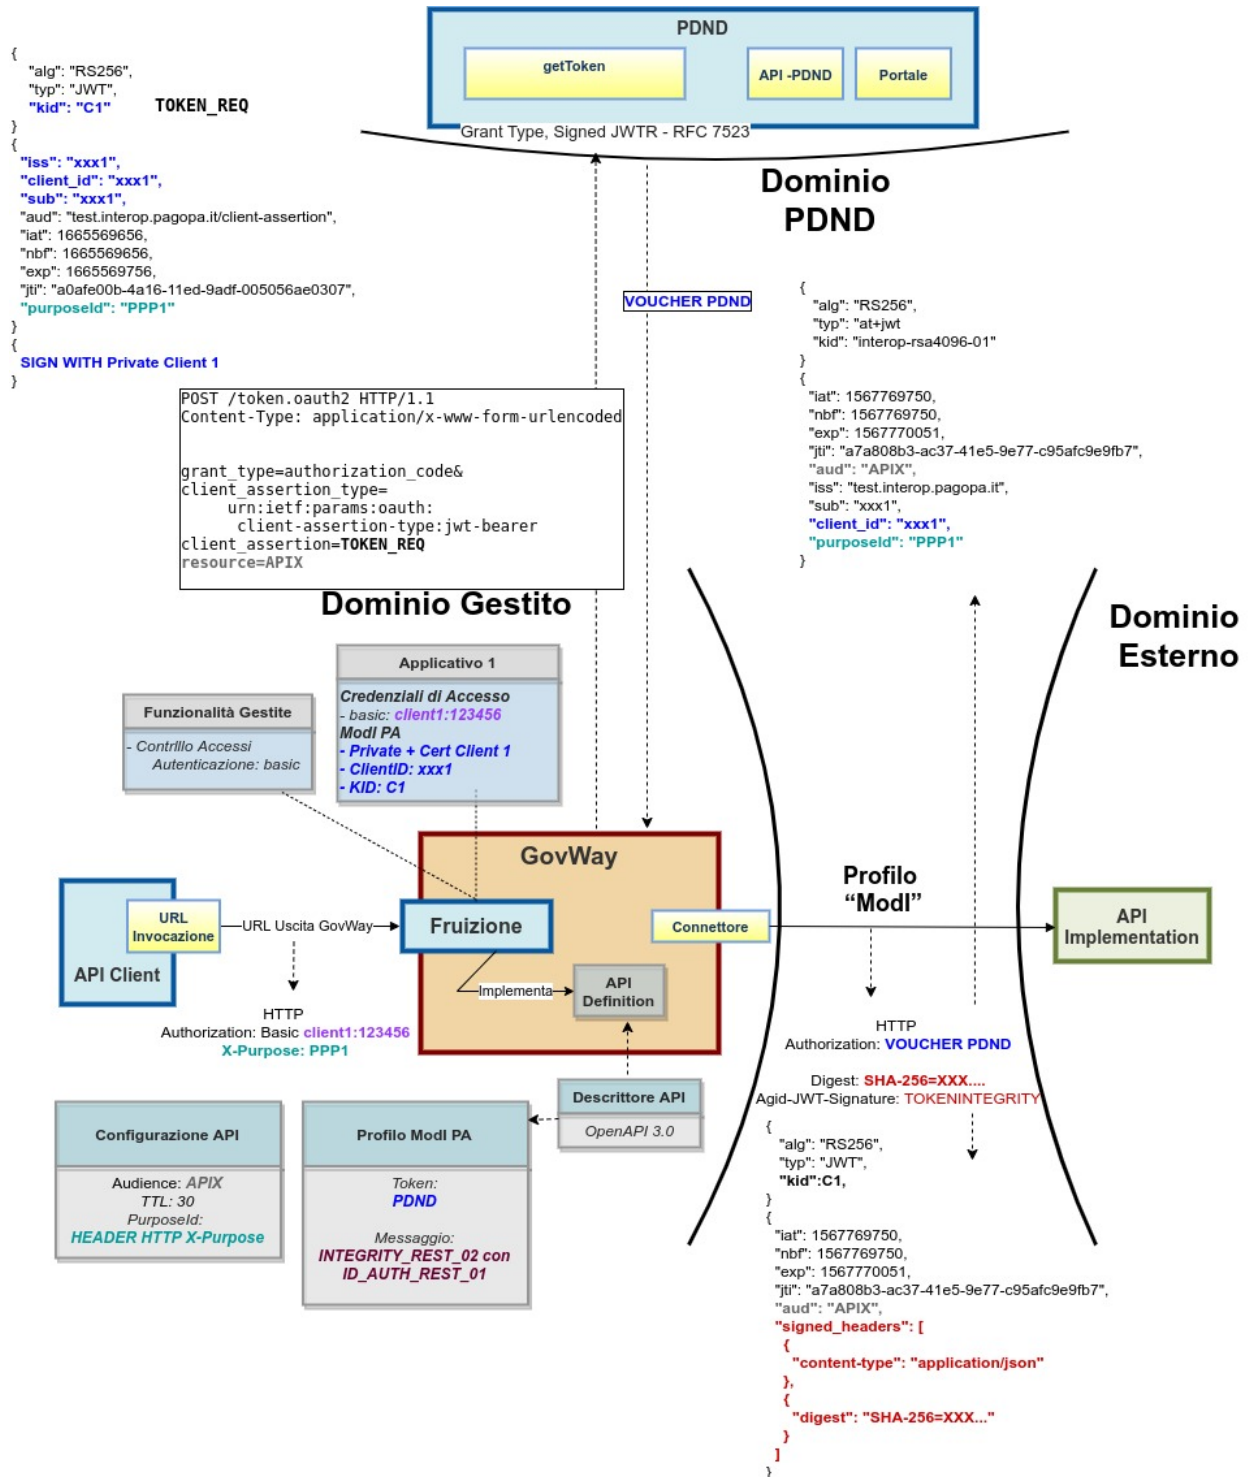 PDND
getToken
API -PDND
Portale
Grant Type, Signed JWTR - RFC 7523
Dominio
PDND
{
"alg": "RS256",
"typ": "JWT",
"kid": "C1"
TOKEN_REQ
}
{
"iss": "xxx1",
"client_id": "xxx1",
"sub": "xxx1",
"aud": "test.interop.pagopa.it/client-assertion",
"iat": 1665569656,
"nbf": 1665569656,
"exp": 1665569756,
"jti": "a0afe00b-4a16-11ed-9adf-005056ae0307",
"purposeId": "PPP1"
}
{
SIGN WITH Private Client 1
}
VOUCHER PDND
{
"alg": "RS256",
"typ": "at+jwt
"kid": "interop-rsa4096-01"
}
{
"iat": 1567769750,
"nbf": 1567769750,
"exp": 1567770051,
"jti": "a7a808b3-ac37-41e5-9e77-c95afc9e9fb7",
"aud": "APIX",
"iss": "test.interop.pagopa.it",
"sub": "xxx1",
"client_id": "xxx1",
"purposeId": "PPP1"
}
POST /token.oauth2 HTTP/1.1
Content-Type: application/x-www-form-urlencoded
grant_type=authorization_code&
client_assertion_type=
urn:ietf:params:oauth:
client-assertion-type:jwt-bearer
client_assertion=TOKEN_REQ
resource=APIX
Dominio Gestito
Dominio
Esterno
Funzionalità Gestite
- Contrlllo Accessi
Autenticazione: basic
Applicativo 1
Credenziali di Accesso
- basic: client1:123456
ModI PA
- Private + Cert Client 1
- ClientID: xxx1
- KID: C1
GovWay
API Client
URL
Invocazione
URL Uscita GovWay
Fruizione
Connettore
Implementa
API
Definition
Profilo
“ModI”
API
Implementation
HTTP
Authorization: Basic client1:123456
X-Purpose: PPP1
HTTP
Authorization: VOUCHER PDND
Digest: SHA-256=XXX....
Agid-JWT-Signature: TOKENINTEGRITY
{
"alg": "RS256",
"typ": "JWT",
"kid":C1,
}
{
"iat": 1567769750,
"nbf": 1567769750,
"exp": 1567770051,
"jti": "a7a808b3-ac37-41e5-9e77-c95afc9e9fb7",
"aud": "APIX",
"signed_headers": [
{
"content-type": "application/json"
},
{
"digest": "SHA-256=XXX..."
}
]
}
Descrittore API
OpenAPI 3.0
Configurazione API
Audience: APIX
TTL: 30
PurposeId:
HEADER HTTP X-Purpose
Profilo ModI PA
Token:
PDND
Messaggio:
INTEGRITY_REST_02 con
ID_AUTH_REST_01